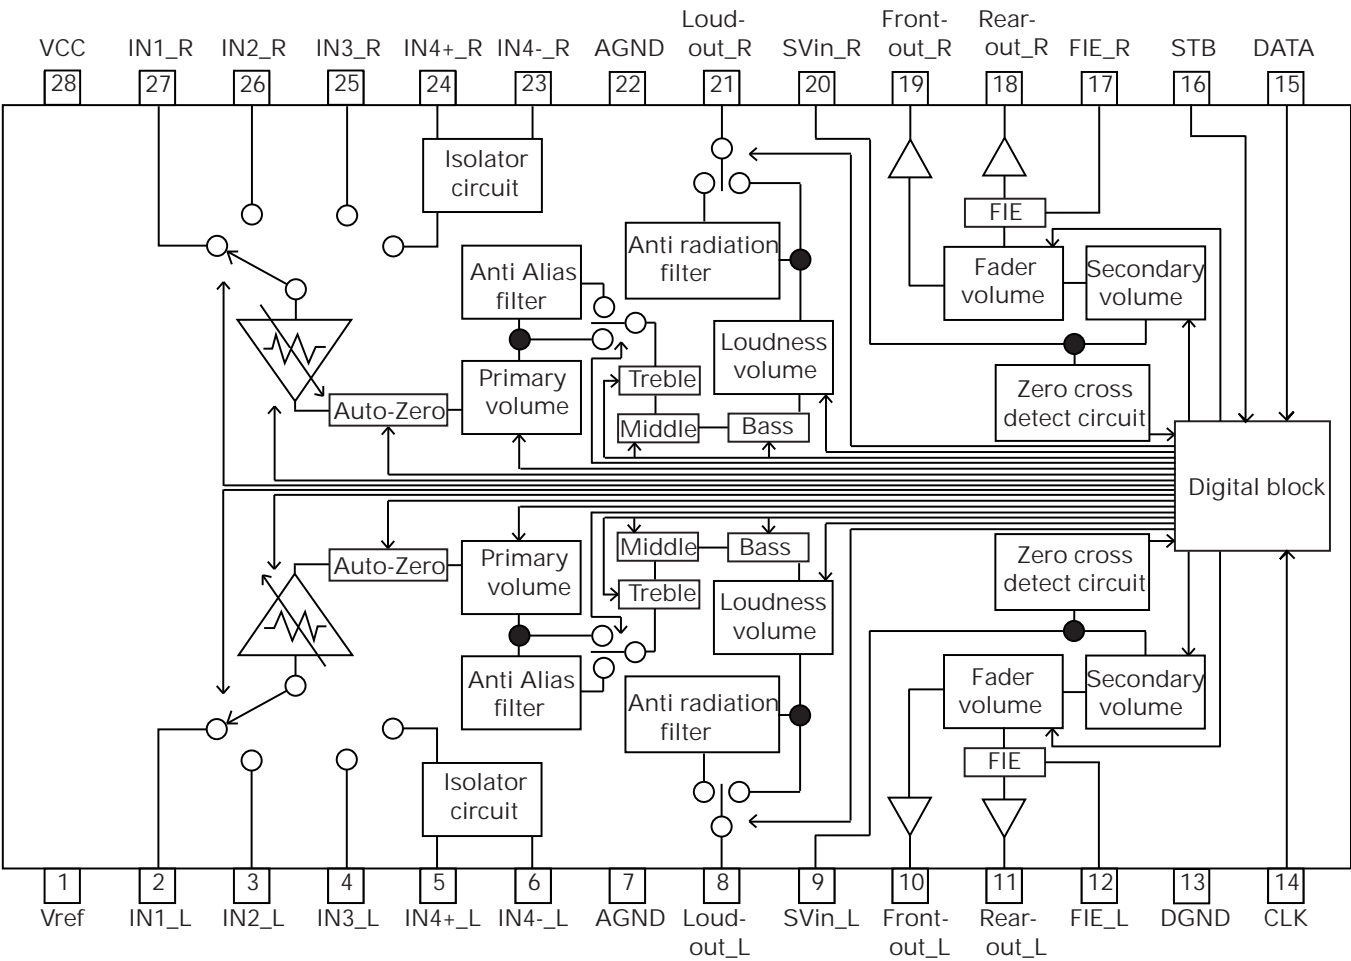 Loud- Front- Rear-
VCC IN1_R IN2_R IN3_R IN4+_R IN4-_R AGND out_R SVin_R out_R out_R FIE_R STB DATA
28 27 26 25 24 23 22 21 20 19 18 17 16 15
Isolator
circuit
FIE
Anti radiation
filter
Anti Alias
filter
Fader
volume
Secondary
volume
Loudness
volume
Primary
volume
Treble
Zero cross
detect circuit
Auto-Zero
Middle
Bass
Digital block
Middle
Bass
Zero cross
detect circuit
Auto-Zero
Primary
volume
Treble
Loudness
volume
Anti Alias
filter
Anti radiation
filter
Fader
volume
Secondary
volume
FIE
Isolator
circuit
1 2 3 4 5 6 7 8 9 10 11 12 13 14
Vref IN1_L IN2_L IN3_L IN4+_L IN4-_L AGND Loud- SVin_L Front- Rear- FIE_L DGND CLK
out_L out_L out_L